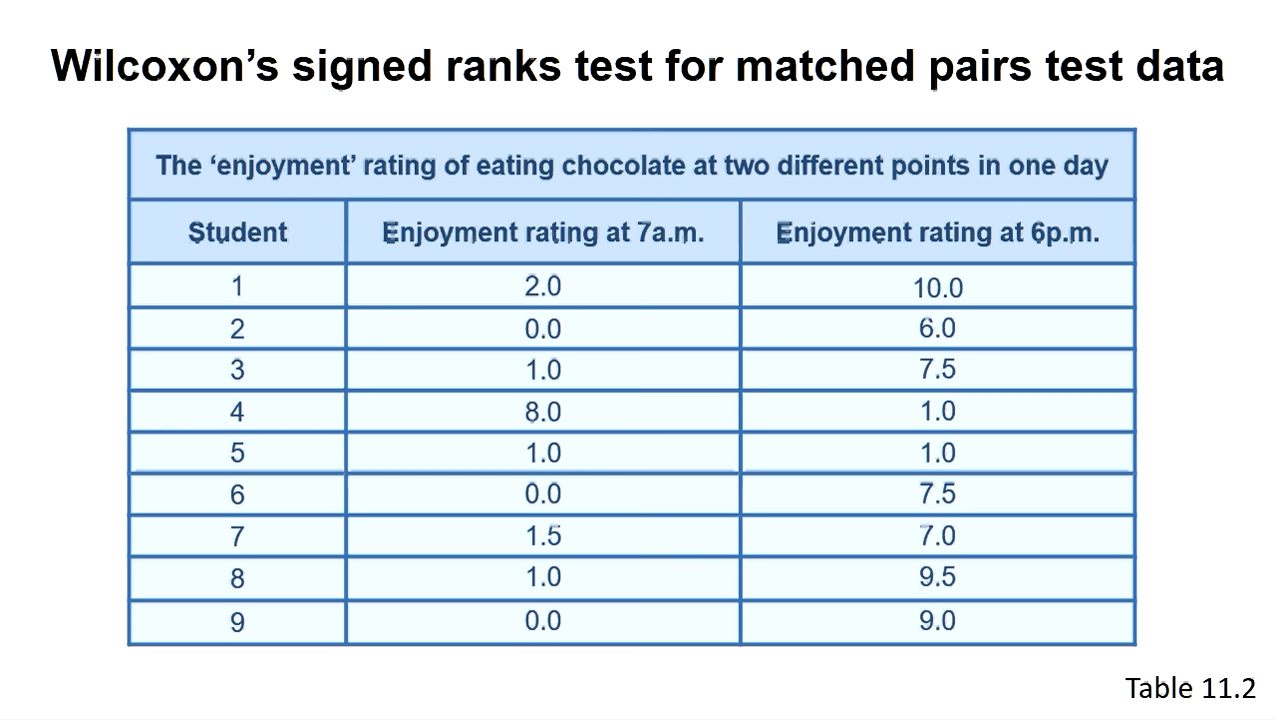 Wilcoxon’s signed ranks test for matched pairs test data
The ‘enjoyment’ rating of eating chocolate at two different points in one day
Student Enjoyment rating at 7a.m. Enjoyment rating at 6p.m.
1 2.0 10.0
2 0.0 6.0
3 1.0 7.5
4 8.0 1.0
5 1.0 1.0
6 0.0 7.5
7 1.5 7.0
8 1.0 9.5
9 0.0 9.0
Table 11.2